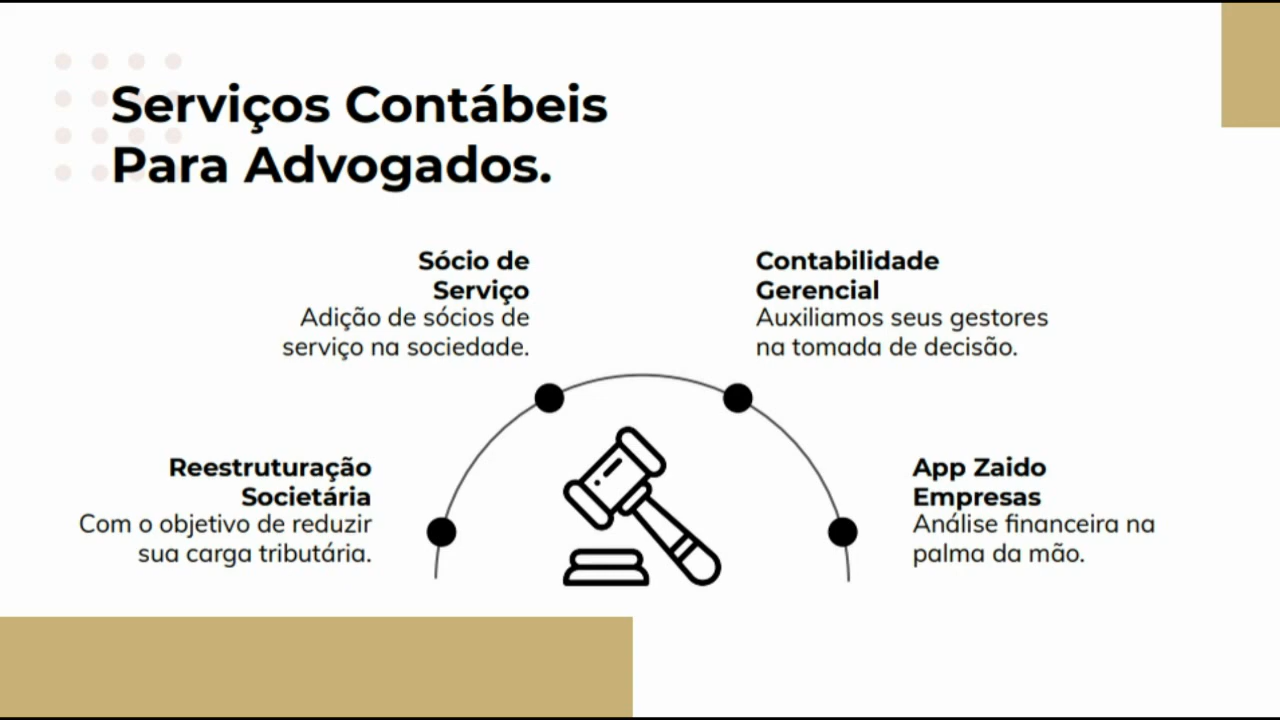 Serviços Contábeis
Para Advogados.
Sócio de
Serviço
Adição de sócios de
serviço na sociedade.
Contabilidade
Gerencial
Auxiliamos seus gestores
na tomada de decisão.
Reestruturação
Societária
Com o objetivo de reduzir
sua carga tributária.
App Zaido
Empresas
Análise financeira na
palma da mão.